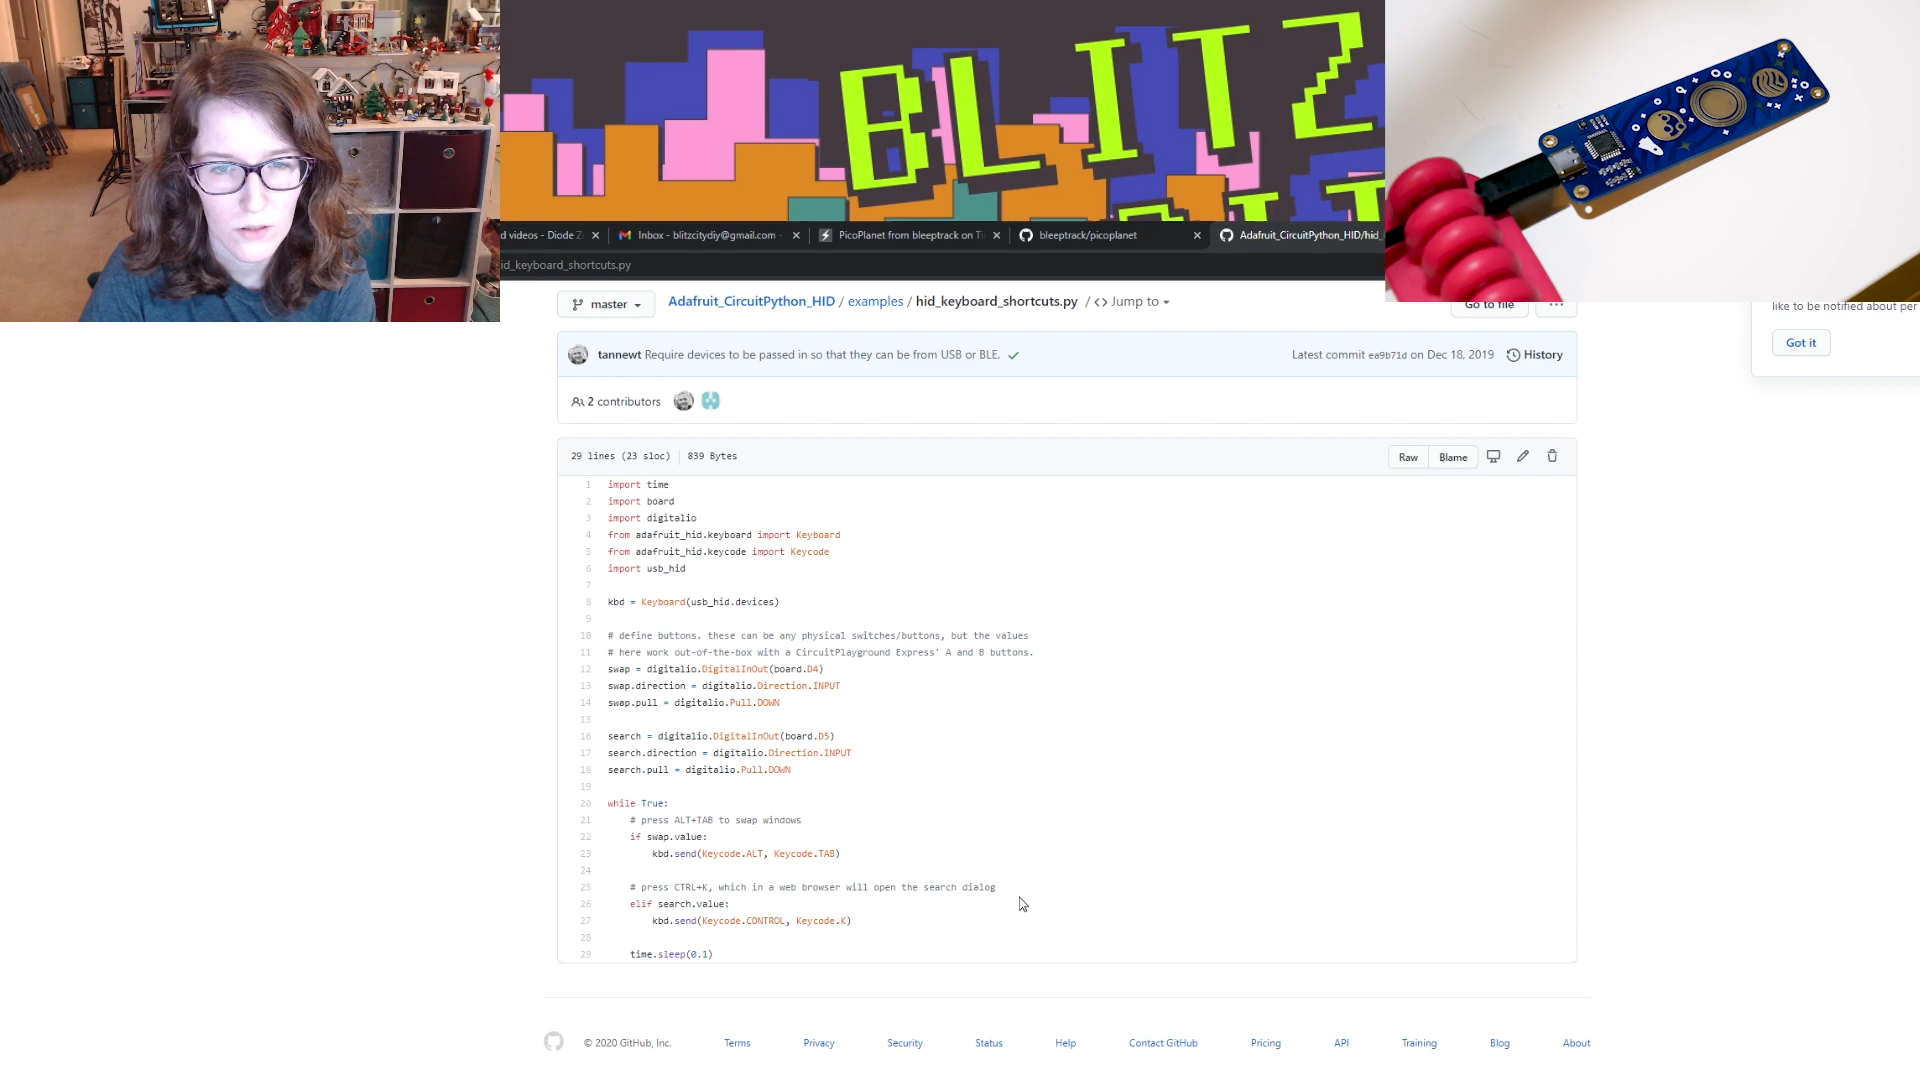 BLITZ
d videos - Diode Z
Inbox - blitzcitydiy@gmail.com -
PicoPlanet from bleeptrack on Ti
bleeptrack/picoplanet
Adafruit_CircuitPython_HID/hid_
id_keyboard_shortcuts.py
master
Adafruit_CircuitPython_HID / examples / hid_keyboard_shortcuts.py / <> Jump to
Go to file
like to be notified about per
Got it
tannewt Require devices to be passed in so that they can be from USB or BLE.
Latest commit ea9b71d on Dec 18, 2019
History
2 contributors
29 lines (23 sloc)
839 Bytes
Raw
Blame
1 import time
2 import board
3 import digitalio
4 from adafruit_hid.keyboard import Keyboard
5 from adafruit_hid.keycode import Keycode
6 import usb_hid
7
8 kbd = Keyboard(usb_hid.devices)
9
10 # define buttons. these can be any physical switches/buttons, but the values
11 # here work out-of-the-box with a CircuitPlayground Express' A and B buttons.
12 swap = digitalio.DigitalInOut(board.D4)
13 swap.direction = digitalio.Direction.INPUT
14 swap.pull = digitalio.Pull.DOWN
15
16 search = digitalio.DigitalInOut(board.D5)
17 search.direction = digitalio.Direction.INPUT
18 search.pull = digitalio.Pull.DOWN
19
20 while True:
21 # press ALT+TAB to swap windows
22 if swap.value:
23 kbd.send(Keycode.ALT, Keycode.TAB)
24
25 # press CTRL+K, which in a web browser will open the search dialog
26 elif search.value:
27 kbd.send(Keycode.CONTROL, Keycode.K)
28
29 time.sleep(0.1)
© 2020 GitHub, Inc.
Terms
Privacy
Security
Status
Help
Contact GitHub
Pricing
API
Training
Blog
About